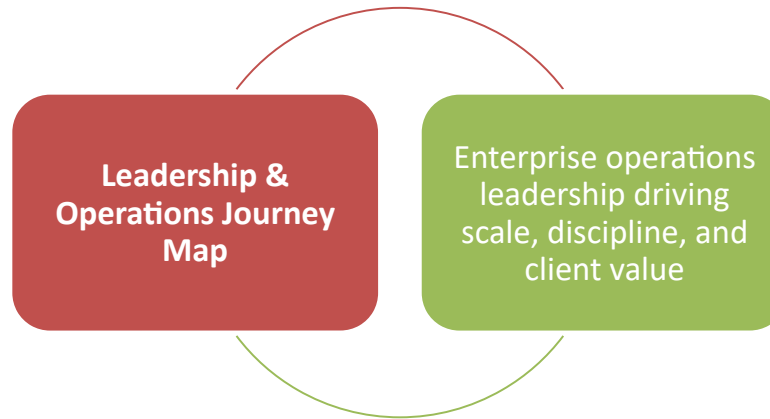 Leadership &
Operations Journey
Map
Enterprise operations
leadership driving
scale, discipline, and
client value